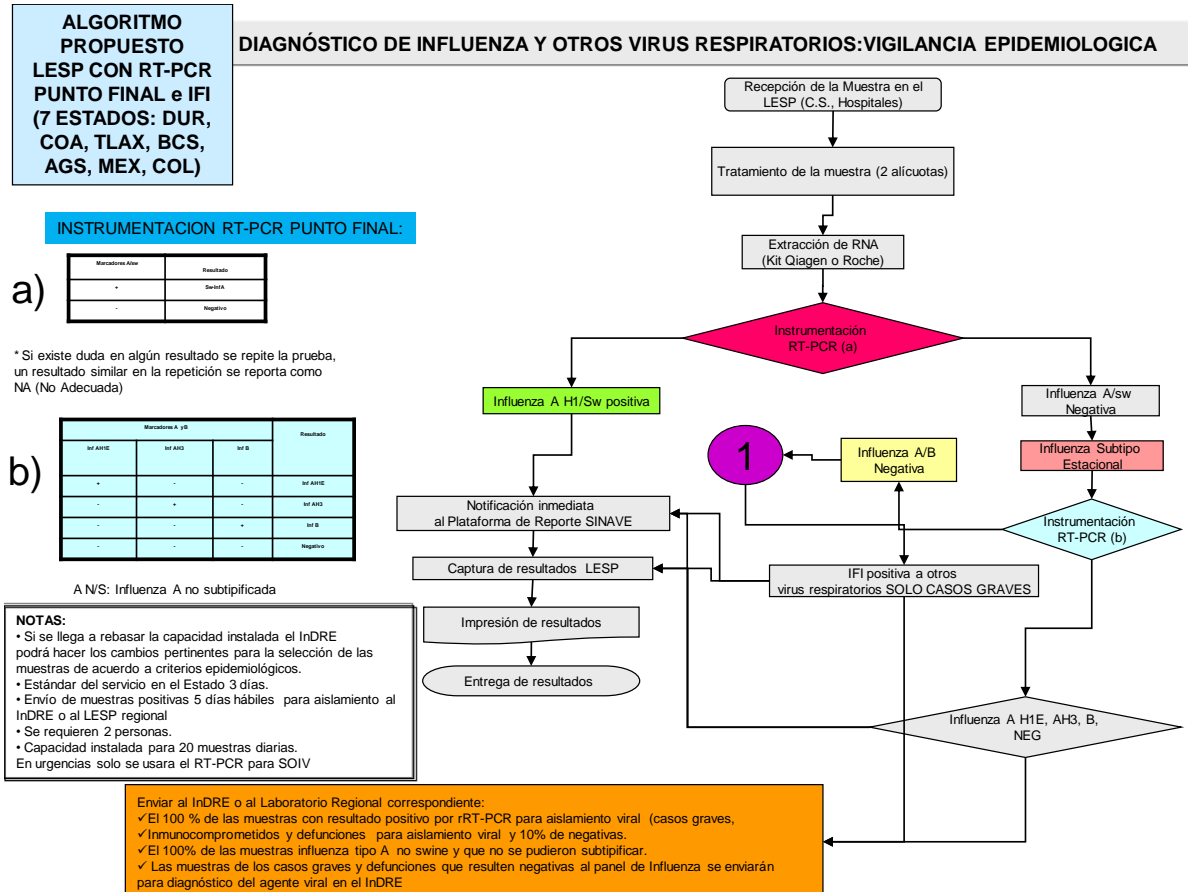 ALGORITMO
PROPUESTO
LESP CON RT-PCR
PUNTO FINAL e IFI
(7 ESTADOS: DUR,
COA, TLAX, BCS,
AGS, MEX, COL)
DIAGNÓSTICO DE INFLUENZA Y OTROS VIRUS RESPIRATORIOS:VIGILANCIA EPIDEMIOLOGICA
INSTRUMENTACION RT-PCR PUNTO FINAL:
a)
Marcadores A/sw Resultado
+ Sw-InfA
- Negativo
* Si existe duda en algún resultado se repite la prueba,
un resultado similar en la repetición se reporta como
NA (No Adecuada)
b)
Marcadores A yB Resultado
Inf AH1E Inf AH3 Inf B
+ - - Inf AH1E
- + - Inf AH3
- - + Inf B
- - - Negativo
A N/S: Influenza A no subtipificada
NOTAS:
• Si se llega a rebasar la capacidad instalada el InDRE
podrá hacer los cambios pertinentes para la selección de las
muestras de acuerdo a criterios epidemiológicos.
• Estándar del servicio en el Estado 3 días.
• Envío de muestras positivas 5 días hábiles para aislamiento al
InDRE o al LESP regional
• Se requieren 2 personas.
• Capacidad instalada para 20 muestras diarias.
En urgencias solo se usara el RT-PCR para SOIV
Recepción de la Muestra en el
LESP (C.S., Hospitales)
Tratamiento de la muestra (2 alícuotas)
Extracción de RNA
(Kit Qiagen o Roche)
Instrumentación
RT-PCR (a)
Influenza A H1/Sw positiva
Influenza A/sw
Negativa
Influenza Subtipo
Estacional
1
Influenza A/B
Negativa
Instrumentación
RT-PCR (b)
Notificación inmediata
al Plataforma de Reporte SINAVE
Captura de resultados LESP
IFI positiva a otros
virus respiratorios SOLO CASOS GRAVES
Impresión de resultados
Entrega de resultados
Influenza A H1E, AH3, B,
NEG
Enviar al InDRE o al Laboratorio Regional correspondiente:
✓El 100 % de las muestras con resultado positivo por rRT-PCR para aislamiento viral (casos graves,
✓Inmunocomprometidos y defunciones para aislamiento viral y 10% de negativas.
✓El 100% de las muestras influenza tipo A no swine y que no se pudieron subtipificar.
✓ Las muestras de los casos graves y defunciones que resulten negativas al panel de Influenza se enviarán
para diagnóstico del agente viral en el InDRE